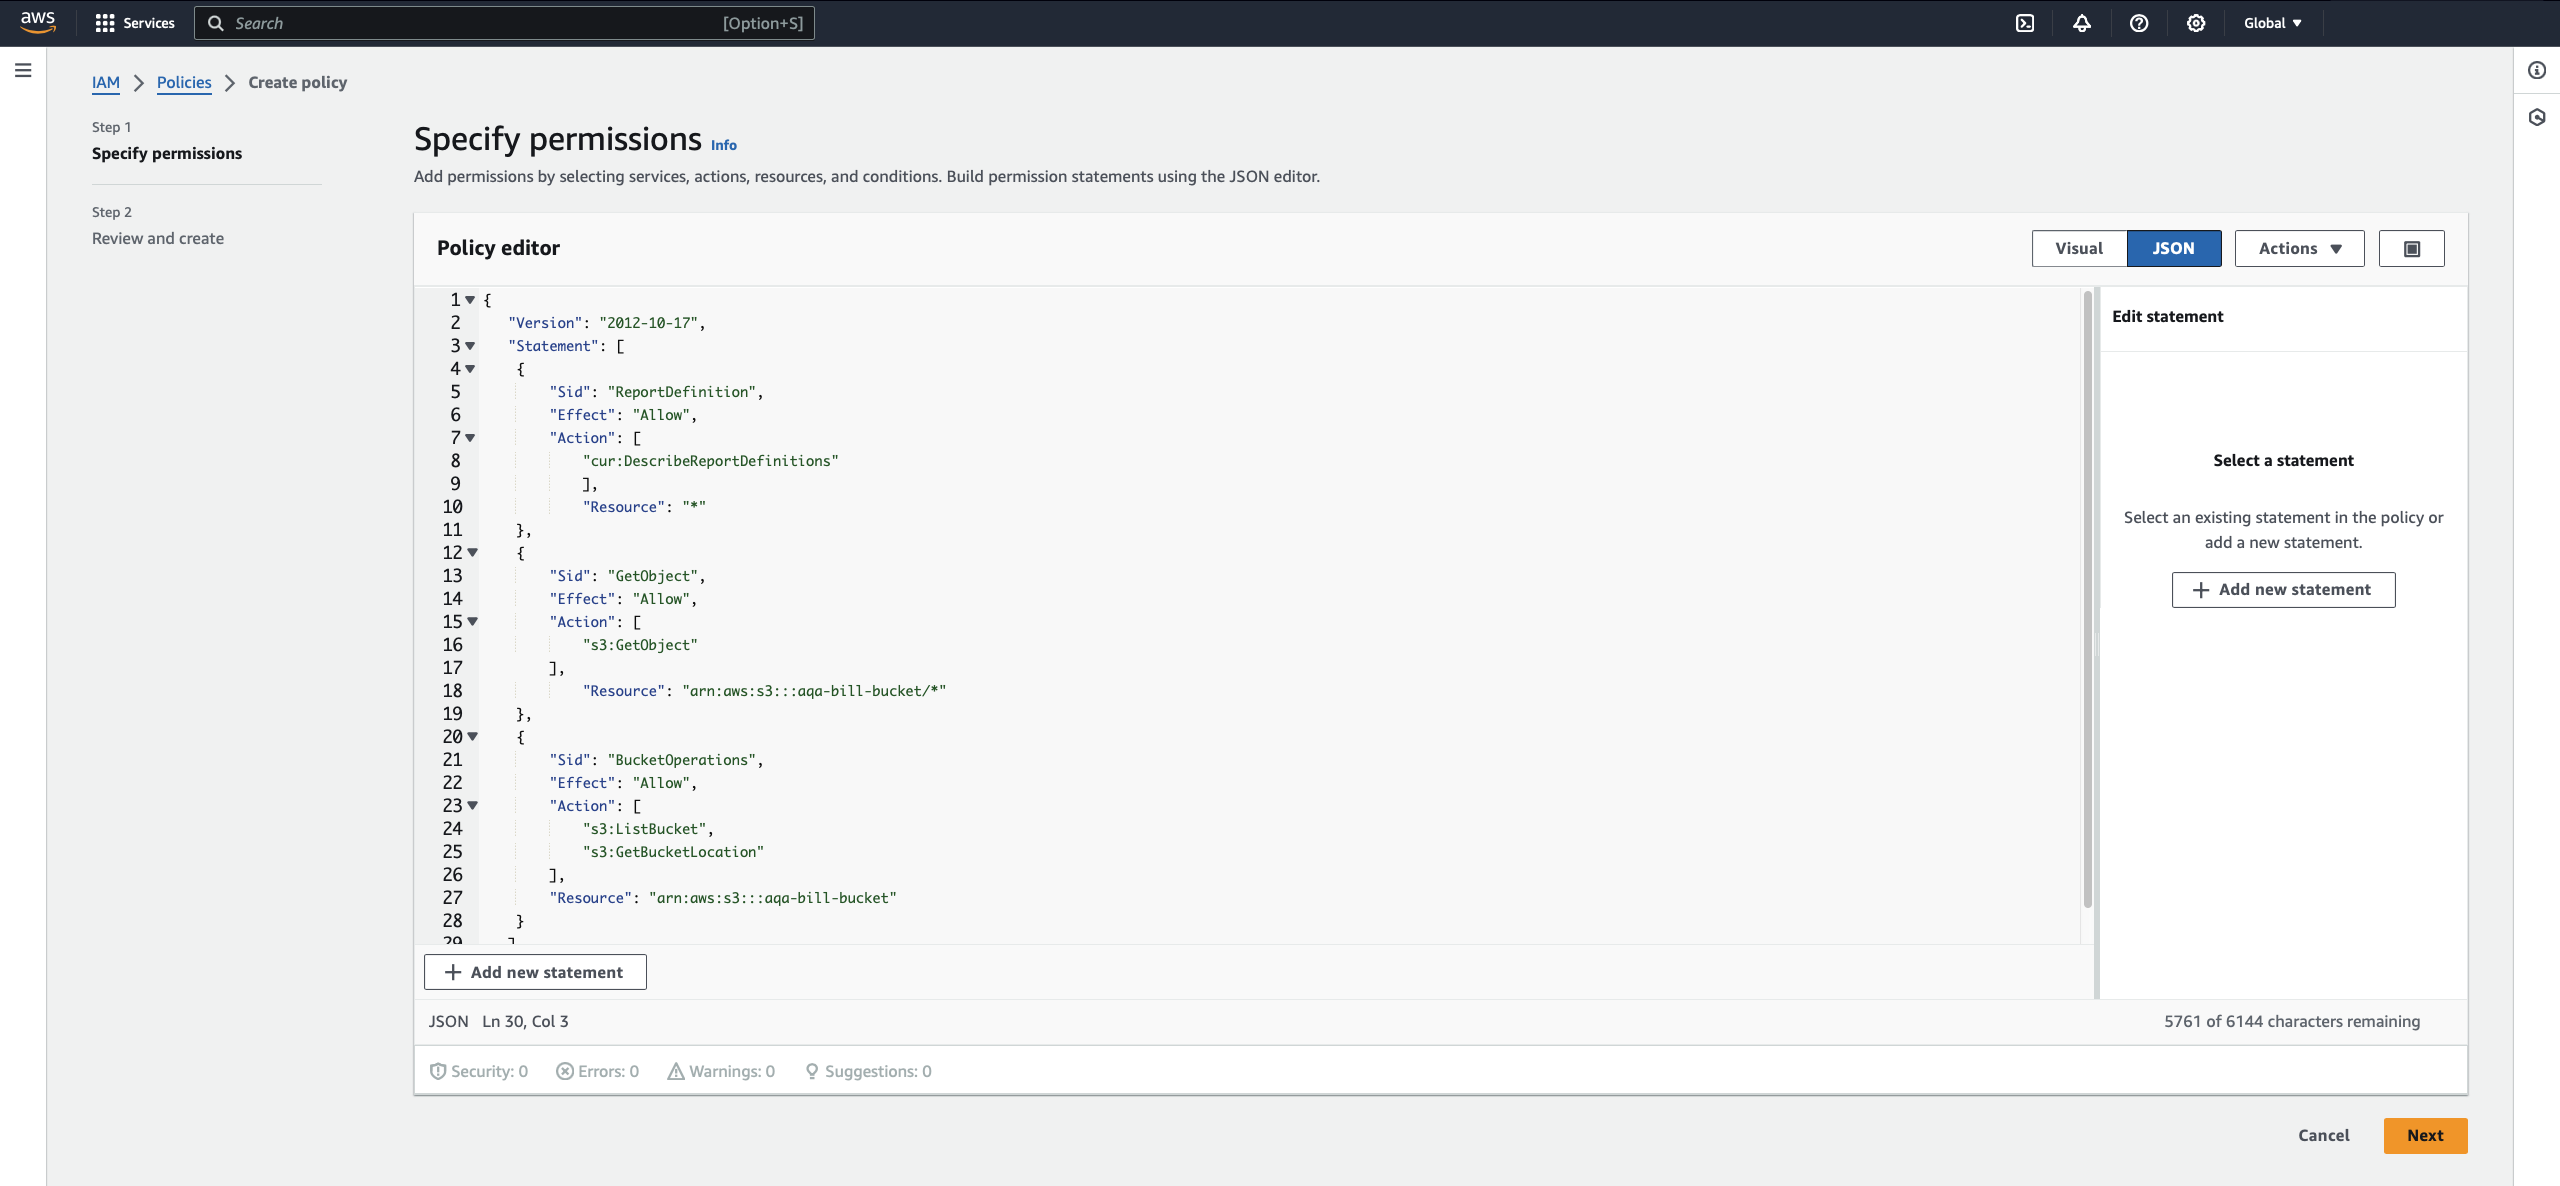 aws Services Search [Option+S] Global
IAM Policies Create policy
Step 1
Specify permissions
Step 2
Review and create
Specify permissions Info
Add permissions by selecting services, actions, resources, and conditions. Build permission statements using the JSON editor.
Policy editor
Visual JSON Actions
1 {
2 "Version": "2012-10-17",
3 "Statement": [
4 {
5 "Sid": "ReportDefinition",
6 "Effect": "Allow",
7 "Action": [
8 "cur:DescribeReportDefinitions"
9 ],
10 "Resource": "*"
11 },
12 {
13 "Sid": "GetObject",
14 "Effect": "Allow",
15 "Action": [
16 "s3:GetObject"
17 ],
18 "Resource": "arn:aws:s3:::aqa-bill-bucket/*"
19 },
20 {
21 "Sid": "BucketOperations",
22 "Effect": "Allow",
23 "Action": [
24 "s3:ListBucket",
25 "s3:GetBucketLocation"
26 ],
27 "Resource": "arn:aws:s3:::aqa-bill-bucket"
28 }
29 ]
Edit statement
Select a statement
Select an existing statement in the policy or
add a new statement.
+ Add new statement
+ Add new statement
JSON Ln 30, Col 3
5761 of 6144 characters remaining
Security: 0 Errors: 0 Warnings: 0 Suggestions: 0
Cancel Next